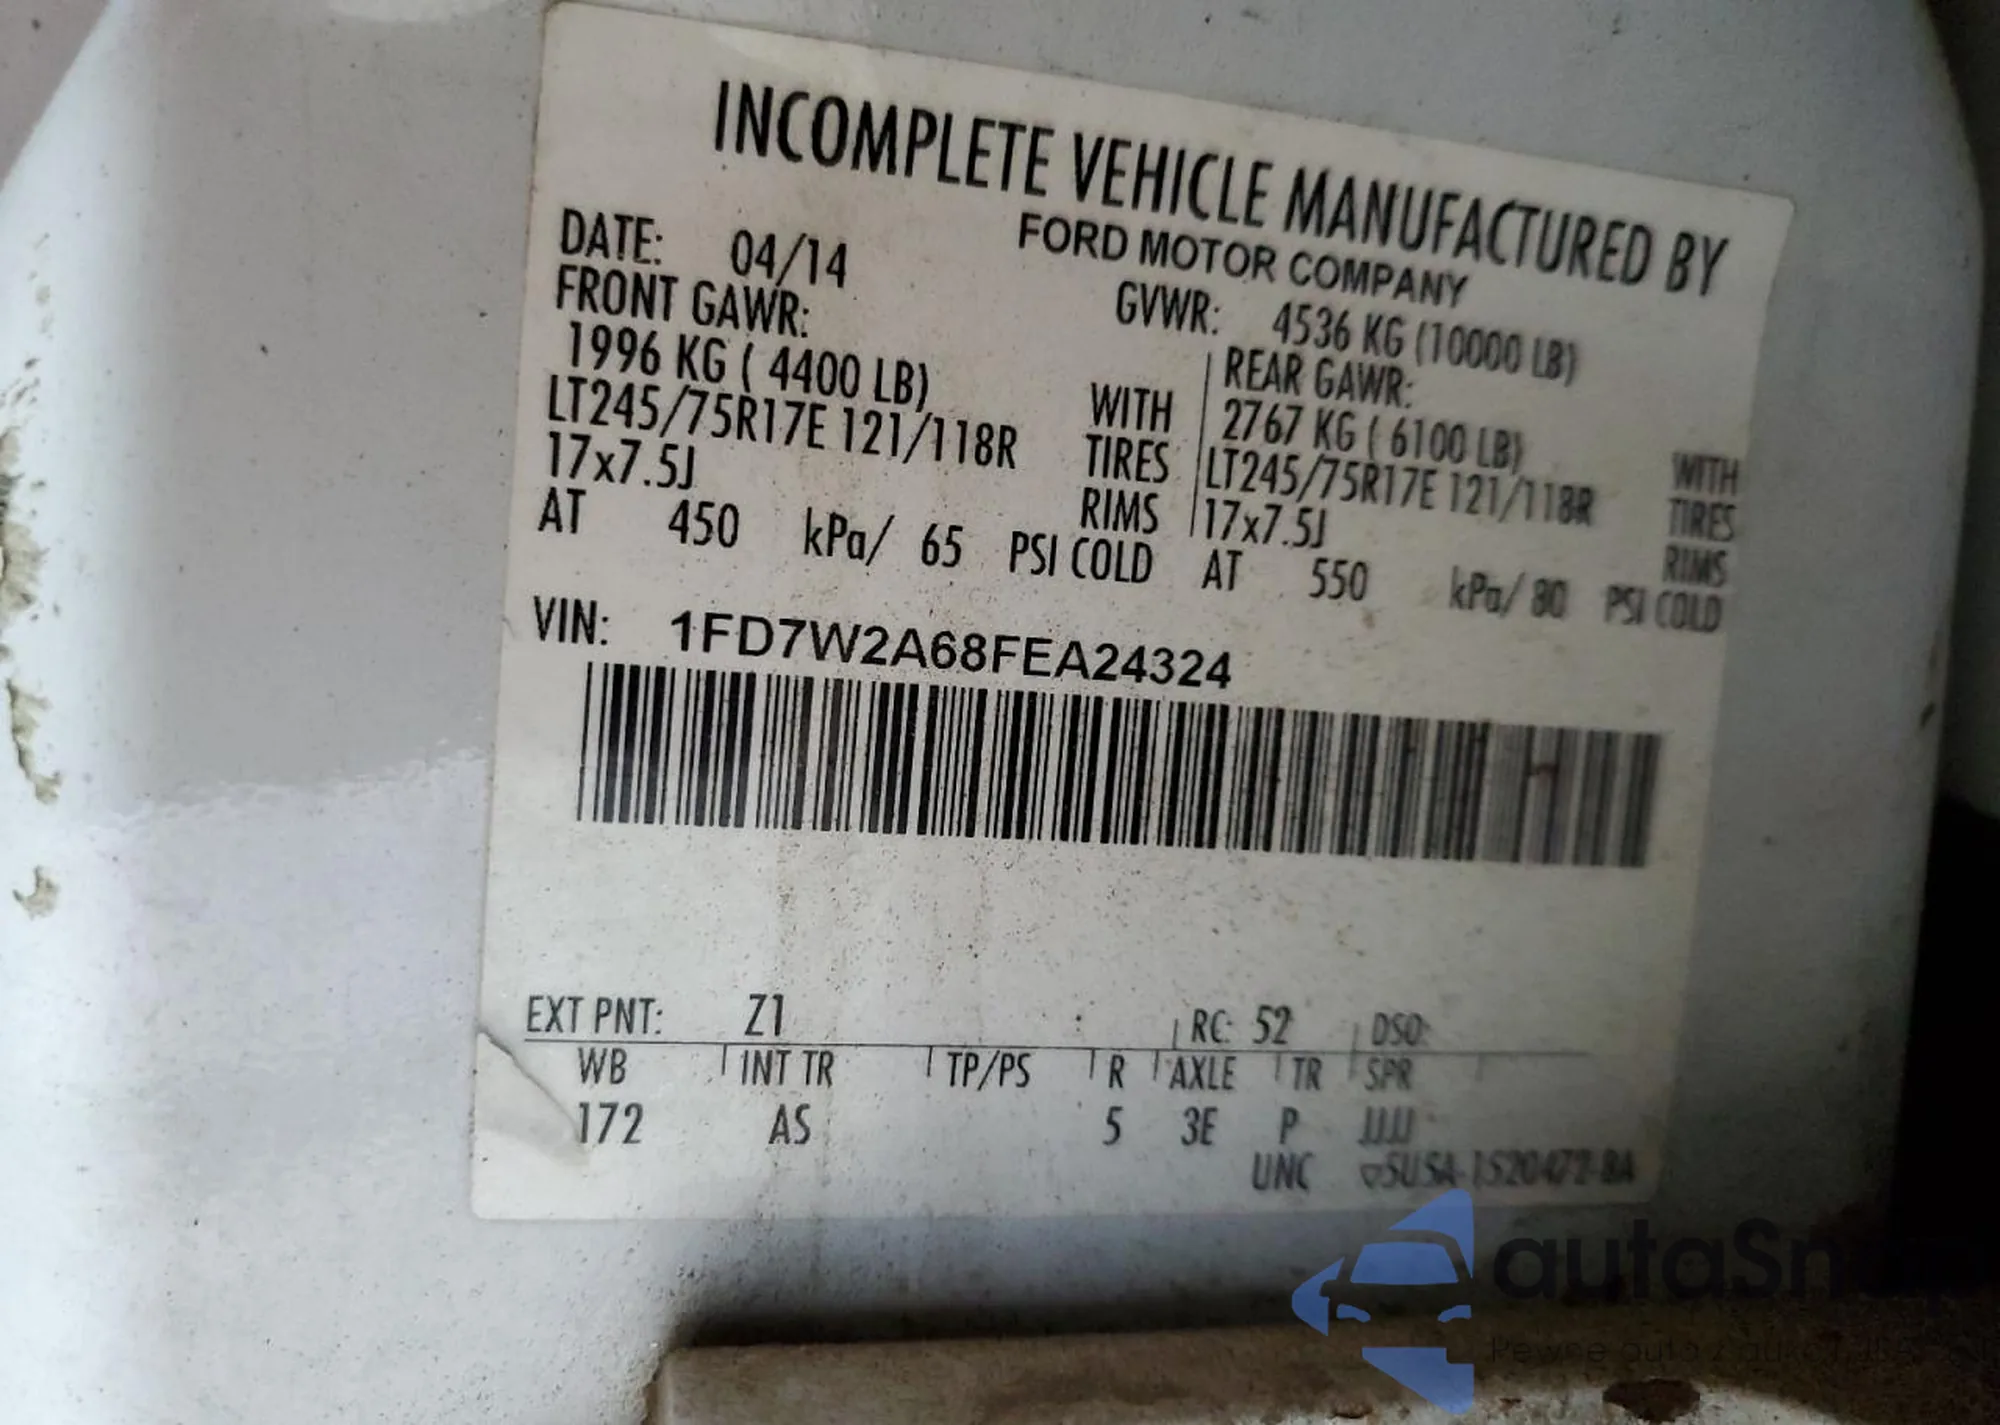 INCOMPLETE VEHICLE MANUFACTURED BY
FORD MOTOR COMPANY
DATE: 04/14
GVWR: 4536 KG (10000 LB)
FRONT GAWR:
1996 KG ( 4400 LB)
WITH
LT245/75R17E 121/118R
TIRES
17x7.5J
RIMS
AT 450 kPa/ 65 PSI COLD
REAR GAWR:
2767 KG ( 6100 LB)
WITH
LT245/75R17E 121/118R
TIRES
17x7.5J
RIMS
AT 550 kPa/ 80 PSI COLD
VIN: 1FD7W2A68FEA24324
EXT PNT: Z1 RC: 52 DSO:
WB INT TR TP/PS R AXLE TR SPR
172 AS 5 3E P JJJJ
UNC
autaSnap